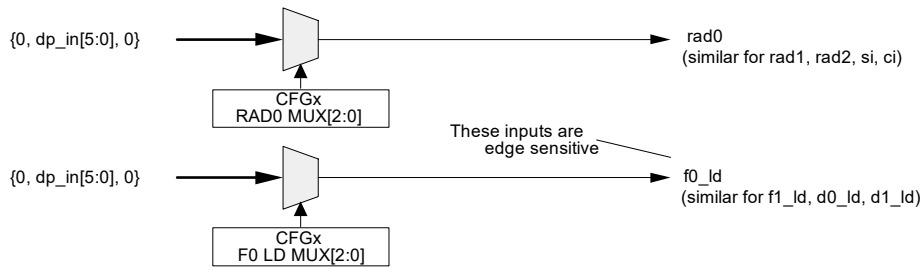 {0, dp_in[5:0], 0}
rad0
(similar for rad1, rad2, si, ci)
CFGx
RAD0 MUX[2:0]
These inputs are
edge sensitive
{0, dp_in[5:0], 0}
f0_ld
(similar for f1_ld, d0_ld, d1_ld)
CFGx
F0 LD MUX[2:0]